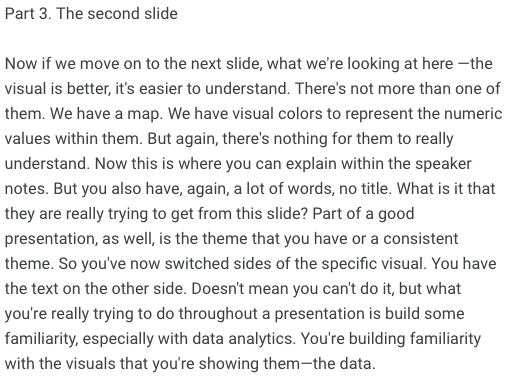 Part 3. The second slide
Now if we move on to the next slide, what we're looking at here —the
visual is better, it's easier to understand. There's not more than one of
them. We have a map. We have visual colors to represent the numeric
values within them. But again, there's nothing for them to really
understand. Now this is where you can explain within the speaker
notes. But you also have, again, a lot of words, no title. What is it that
they are really trying to get from this slide? Part of a good
presentation, as well, is the theme that you have or a consistent
theme. So you've now switched sides of the specific visual. You have
the text on the other side. Doesn't mean you can't do it, but what
you're really trying to do throughout a presentation is build some
familiarity, especially with data analytics. You're building familiarity
with the visuals that you're showing them—the data.